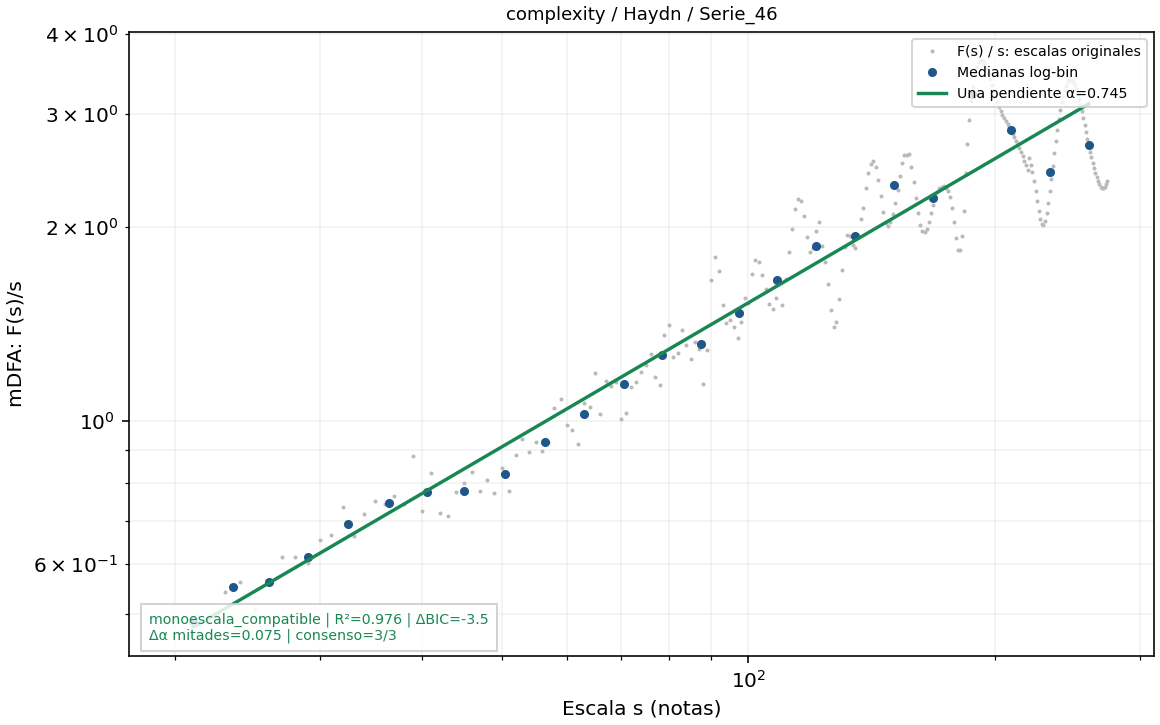 complexity / Haydn / Serie_46
4 × 10⁰
3 × 10⁰
2 × 10⁰
10⁰
6 × 10⁻¹
mDFA: F(s)/s
F(s) / s: escalas originales
Medianas log-bin
Una pendiente α=0.745
monoescala_compatible | R²=0.976 | ΔBIC=-3.5
Δα mitades=0.075 | consenso=3/3
10²
Escala s (notas)